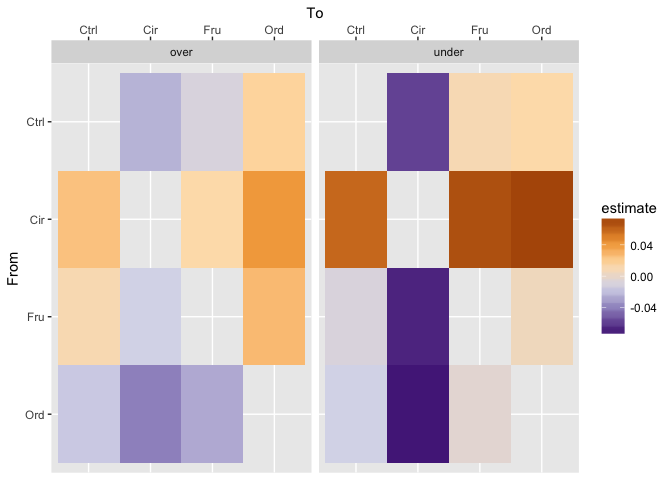 To
Ctrl Cir Fru Ord Ctrl Cir Fru Ord
over under
Ctrl
Cir
Fru
Ord
From
estimate
0.04
0.00
-0.04